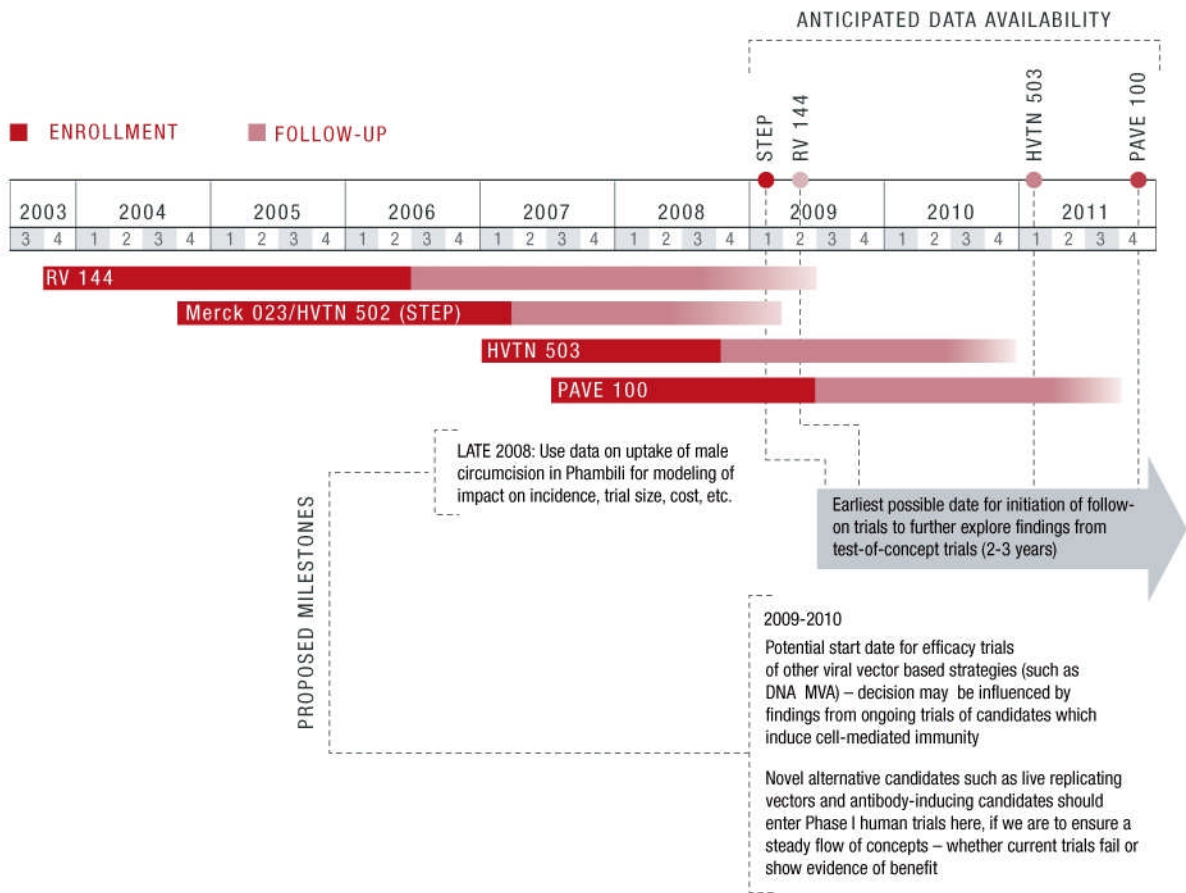 ANTICIPATED DATA AVAILABILITY
ENROLLMENT
FOLLOW-UP
STEP
RV 144
HVTN 503
PAVE 100
2003 2004 2005 2006 2007 2008 2009 2010 2011
3 4 1 2 3 4 1 2 3 4 1 2 3 4 1 2 3 4 1 2 3 4 1 2 3 4 1 2 3 4 1 2 3 4
RV 144
Merck 023/HVTN 502 (STEP)
HVTN 503
PAVE 100
PROPOSED MILESTONES
LATE 2008: Use data on uptake of male
circumcision in Phambili for modeling of
impact on incidence, trial size, cost, etc.
Earliest possible date for initiation of follow-
on trials to further explore findings from
test-of-concept trials (2-3 years)
2009-2010
Potential start date for efficacy trials
of other viral vector based strategies (such as
DNA MVA) – decision may be influenced by
findings from ongoing trials of candidates which
induce cell-mediated immunity
Novel alternative candidates such as live replicating
vectors and antibody-inducing candidates should
enter Phase I human trials here, if we are to ensure a
steady flow of concepts – whether current trials fail or
show evidence of benefit